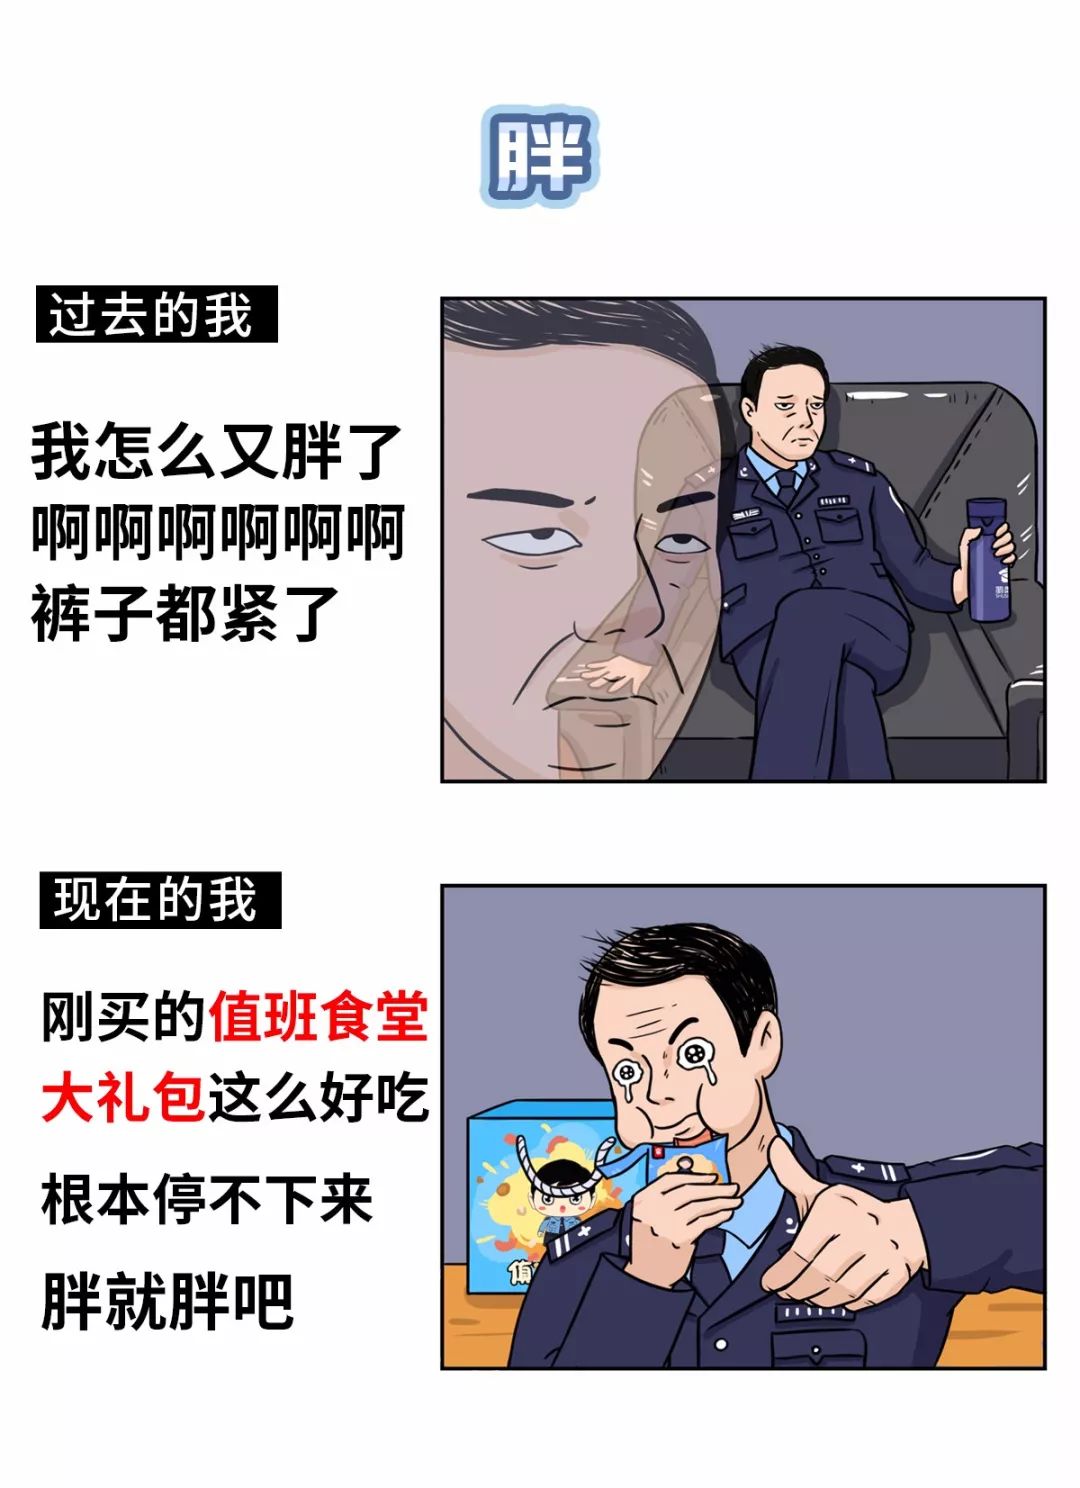 胖
过去的我
我怎么又胖了
啊啊啊啊啊啊
裤子都紧了
现在的我
刚买的值班食堂
大礼包这么好吃
根本停不下来
胖就胖吧
值